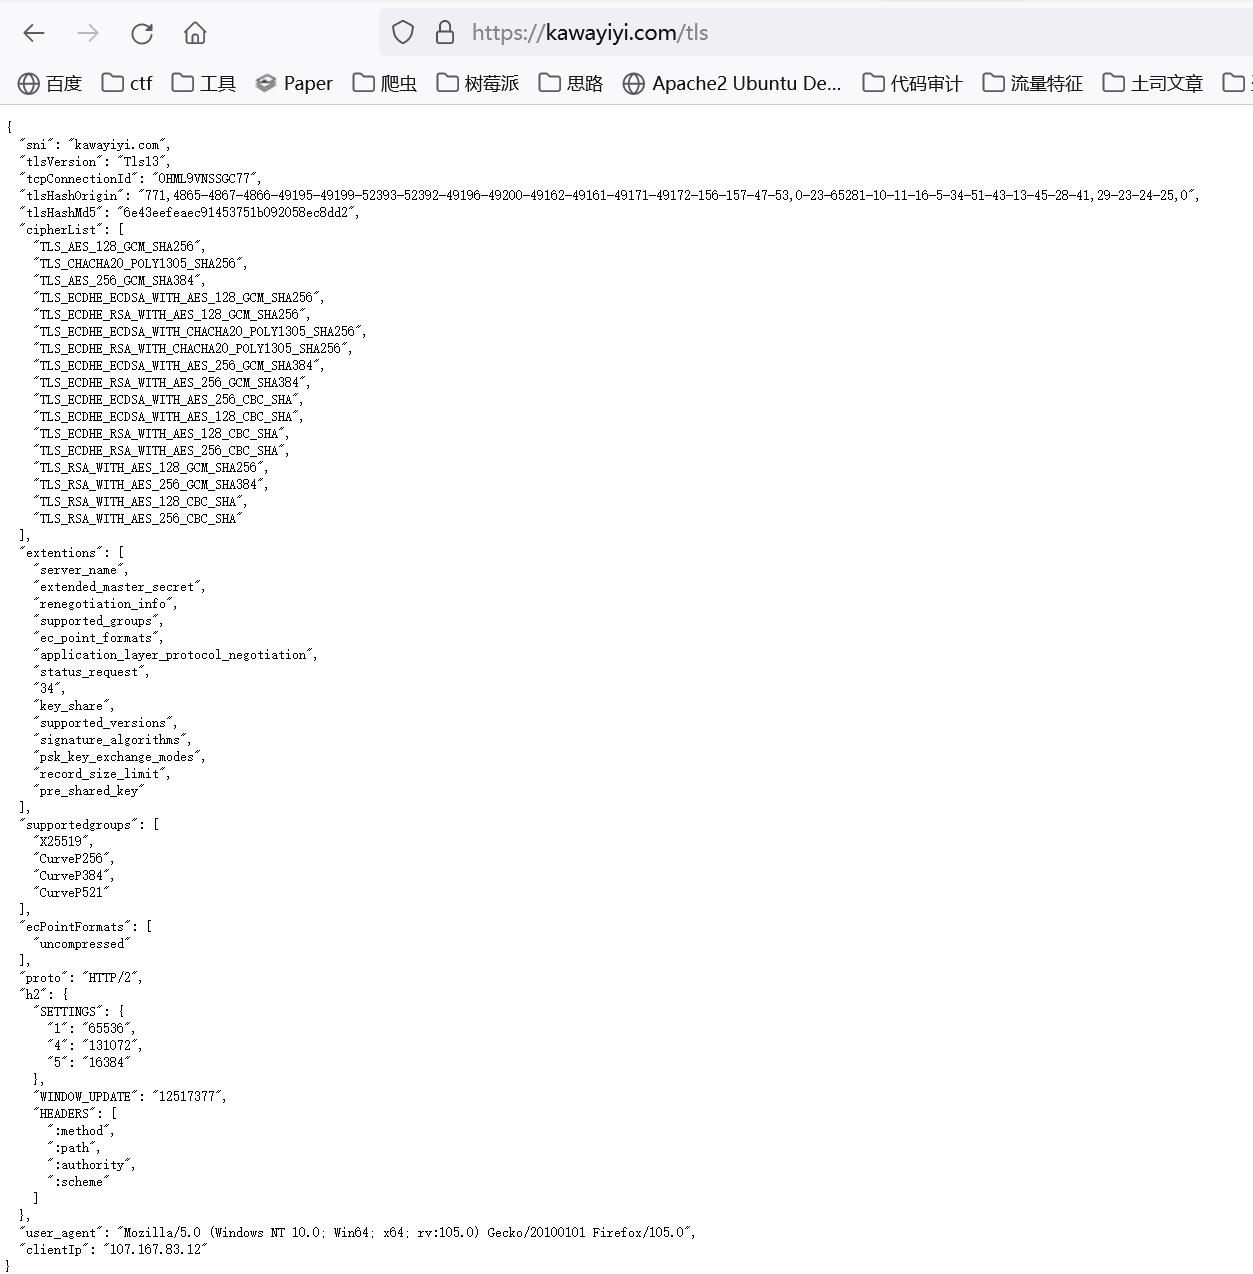 https://kawayiyi.com/tls
百度 ctf 工具 Paper 爬虫 树莓派 思路 Apache2 Ubuntu De... 代码审计 流量特征 土司文章
{
"sni": "kawayiyi.com",
"tlsVersion": "Tls13",
"tcpConnectionId": "0HML9VNSSGC77",
"tlsHashOrigin": "771,4865-4867-4866-49195-49199-52393-52392-49196-49200-49162-49161-49171-49172-156-157-47-53,0-23-65281-10-11-16-5-34-51-43-13-45-28-41,29-23-24-25,0",
"tlsHashMd5": "6e43eefeaec91453751b092058ec8dd2",
"cipherList": [
"TLS_AES_128_GCM_SHA256",
"TLS_CHACHA20_POLY1305_SHA256",
"TLS_AES_256_GCM_SHA384",
"TLS_ECDHE_ECDSA_WITH_AES_128_GCM_SHA256",
"TLS_ECDHE_RSA_WITH_AES_128_GCM_SHA256",
"TLS_ECDHE_ECDSA_WITH_CHACHA20_POLY1305_SHA256",
"TLS_ECDHE_RSA_WITH_CHACHA20_POLY1305_SHA256",
"TLS_ECDHE_ECDSA_WITH_AES_256_GCM_SHA384",
"TLS_ECDHE_RSA_WITH_AES_256_GCM_SHA384",
"TLS_ECDHE_ECDSA_WITH_AES_256_CBC_SHA",
"TLS_ECDHE_ECDSA_WITH_AES_128_CBC_SHA",
"TLS_ECDHE_RSA_WITH_AES_128_CBC_SHA",
"TLS_ECDHE_RSA_WITH_AES_256_CBC_SHA",
"TLS_RSA_WITH_AES_128_GCM_SHA256",
"TLS_RSA_WITH_AES_256_GCM_SHA384",
"TLS_RSA_WITH_AES_128_CBC_SHA",
"TLS_RSA_WITH_AES_256_CBC_SHA"
],
"extentions": [
"server_name",
"extended_master_secret",
"renegotiation_info",
"supported_groups",
"ec_point_formats",
"application_layer_protocol_negotiation",
"status_request",
"34",
"key_share",
"supported_versions",
"signature_algorithms",
"psk_key_exchange_modes",
"record_size_limit",
"pre_shared_key"
],
"supportedgroups": [
"X25519",
"CurveP256",
"CurveP384",
"CurveP521"
],
"ecPointFormats": [
"uncompressed"
],
"proto": "HTTP/2",
"h2": {
"SETTINGS": {
"1": "65536",
"4": "131072",
"5": "16384"
},
"WINDOW_UPDATE": "12517377",
"HEADERS": [
":method",
":path",
":authority",
":scheme"
]
},
"user_agent": "Mozilla/5.0 (Windows NT 10.0; Win64; x64; rv:105.0) Gecko/20100101 Firefox/105.0",
"clientIp": "107.167.83.12"
}